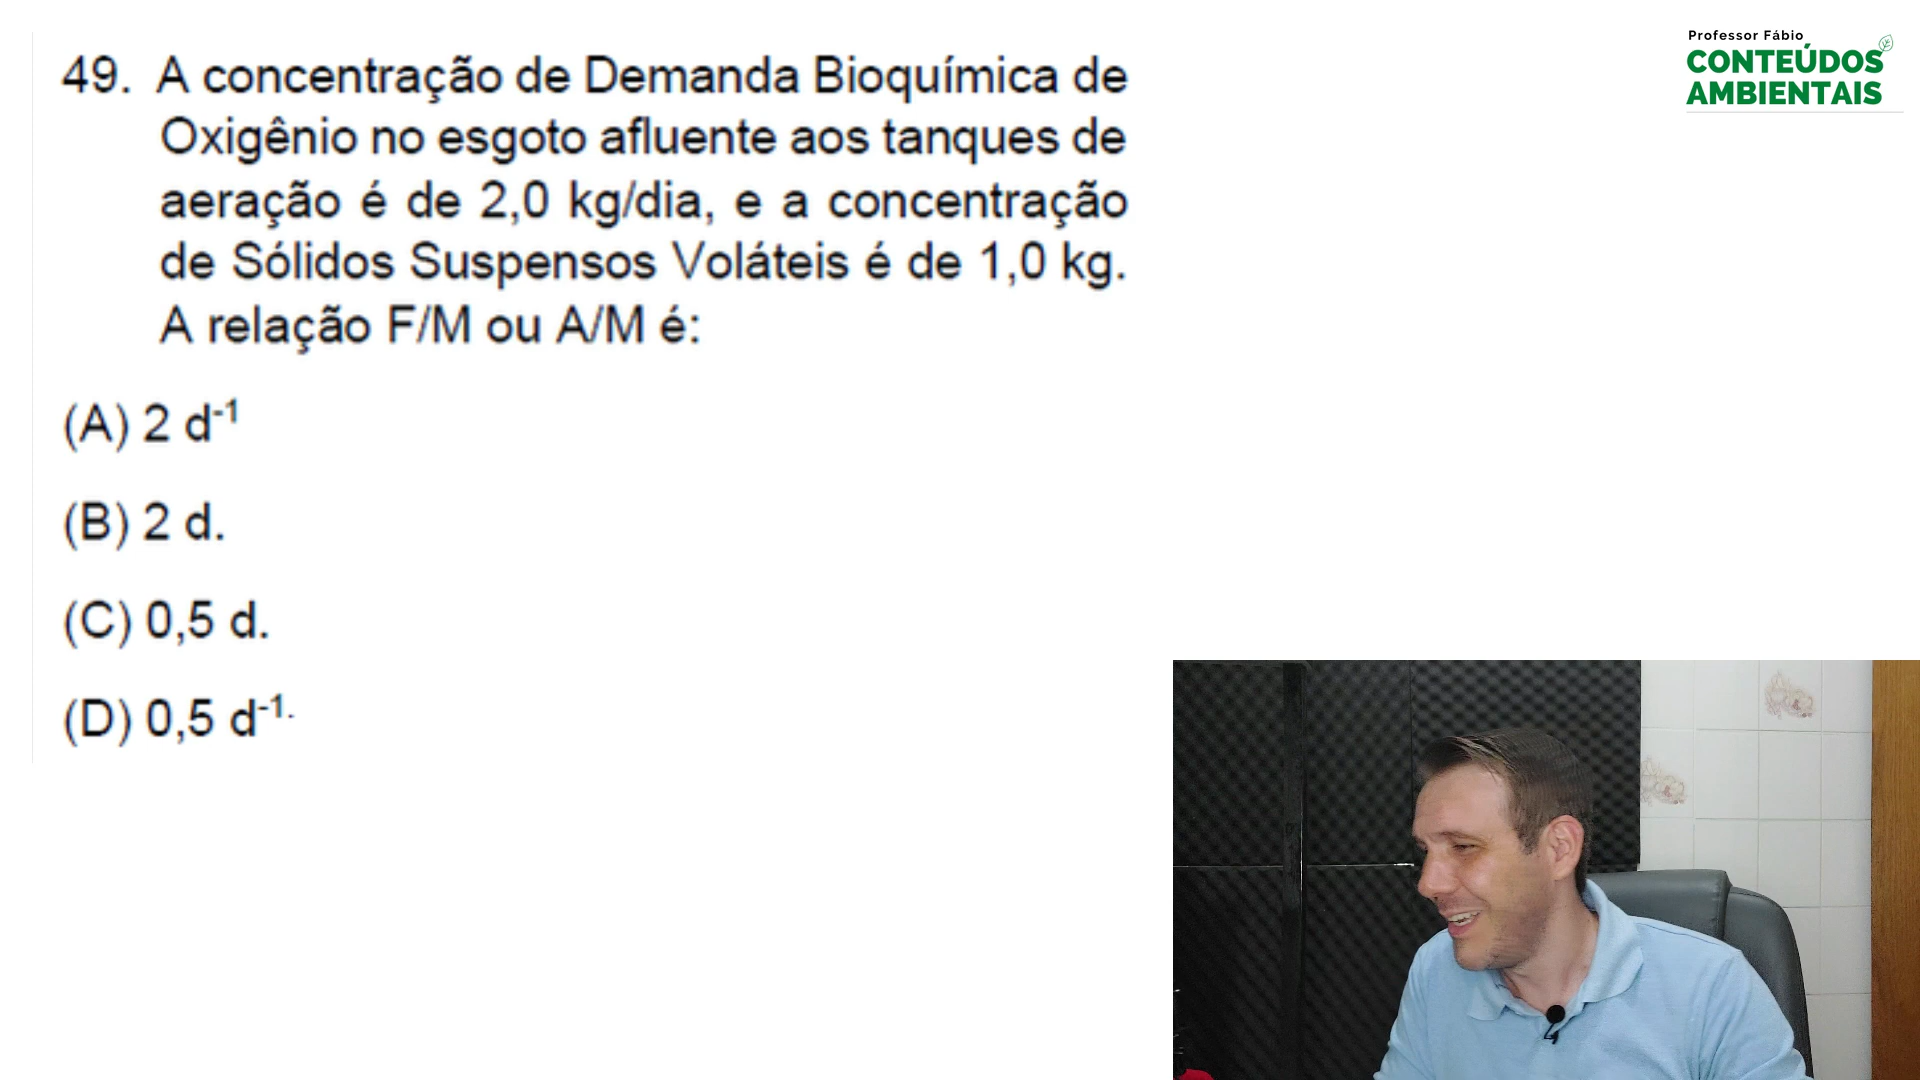 49. A concentração de Demanda Bioquímica de
Oxigênio no esgoto afluente aos tanques de
aeração é de 2,0 kg/dia, e a concentração
de Sólidos Suspensos Voláteis é de 1,0 kg.
A relação F/M ou A/M é:
(A) 2 d⁻¹
(B) 2 d.
(C) 0,5 d.
(D) 0,5 d⁻¹.
Professor Fábio
CONTEÚDOS
AMBIENTAIS